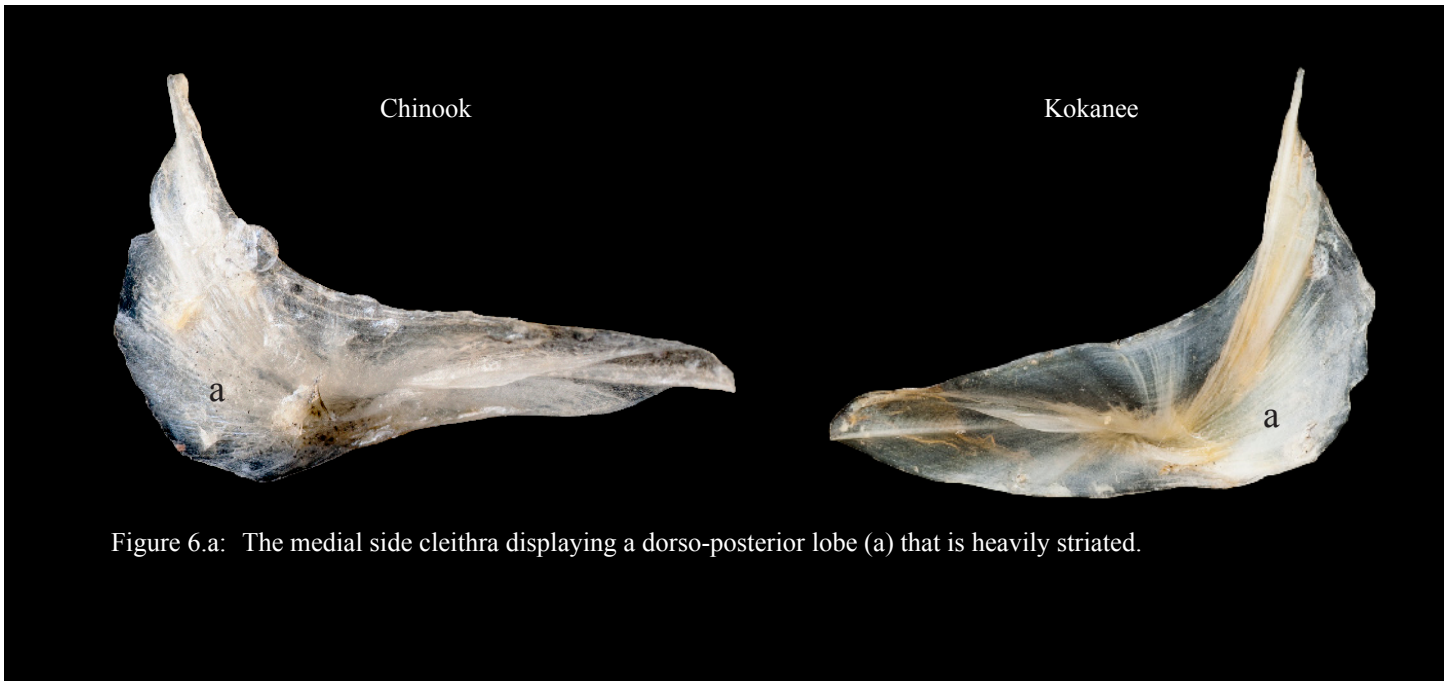 Chinook
Kokanee
a
a
Figure 6.a: The medial side cleithra displaying a dorso-posterior lobe (a) that is heavily striated.